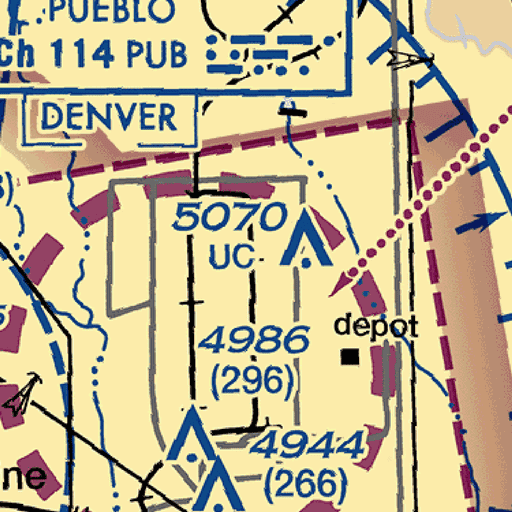 PUEBLO
Ch 114 PUB
DENVER
5070
UC
depot
4986
(296)
4944
(266)
ne